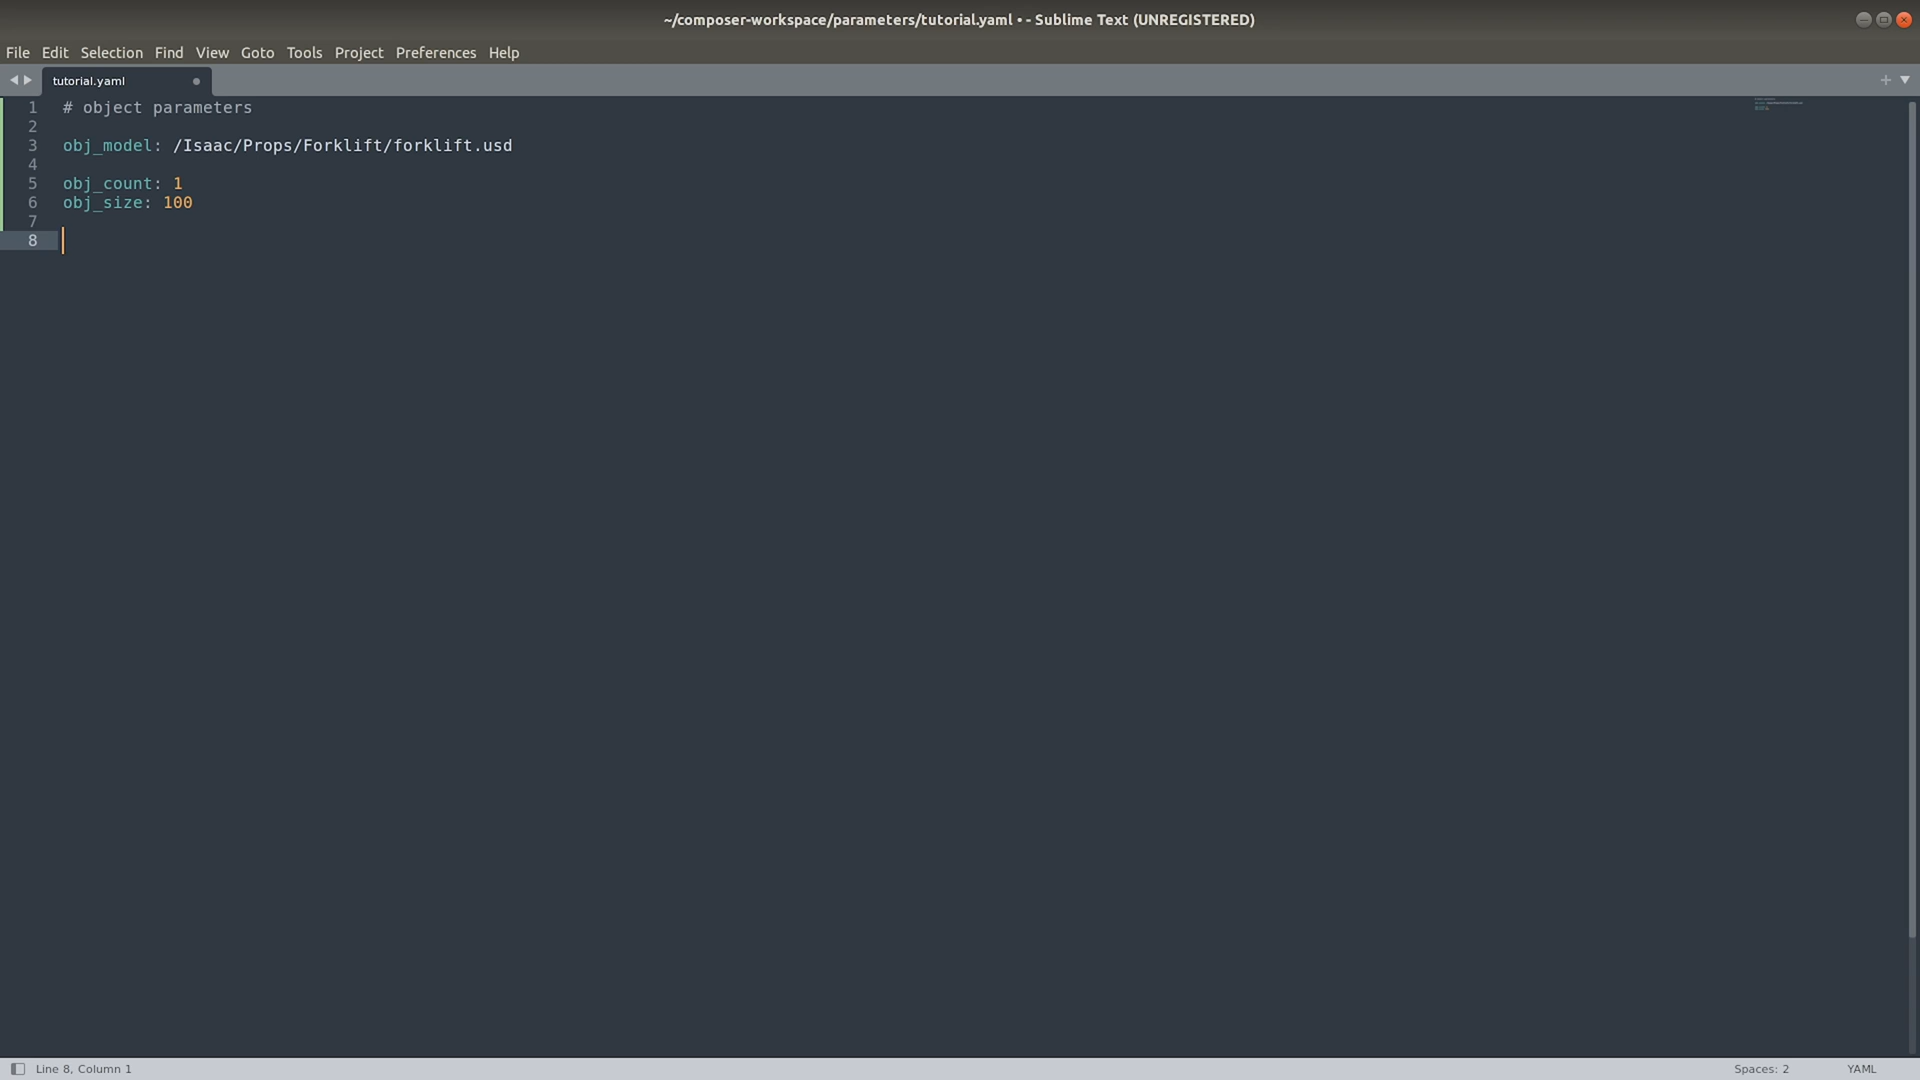 ~/composer-workspace/parameters/tutorial.yaml • - Sublime Text (UNREGISTERED)
File Edit Selection Find View Goto Tools Project Preferences Help
tutorial.yaml
1 # object parameters
2
3 obj_model: /Isaac/Props/Forklift/forklift.usd
4
5 obj_count: 1
6 obj_size: 100
7
8
Line 8, Column 1 Spaces: 2 YAML